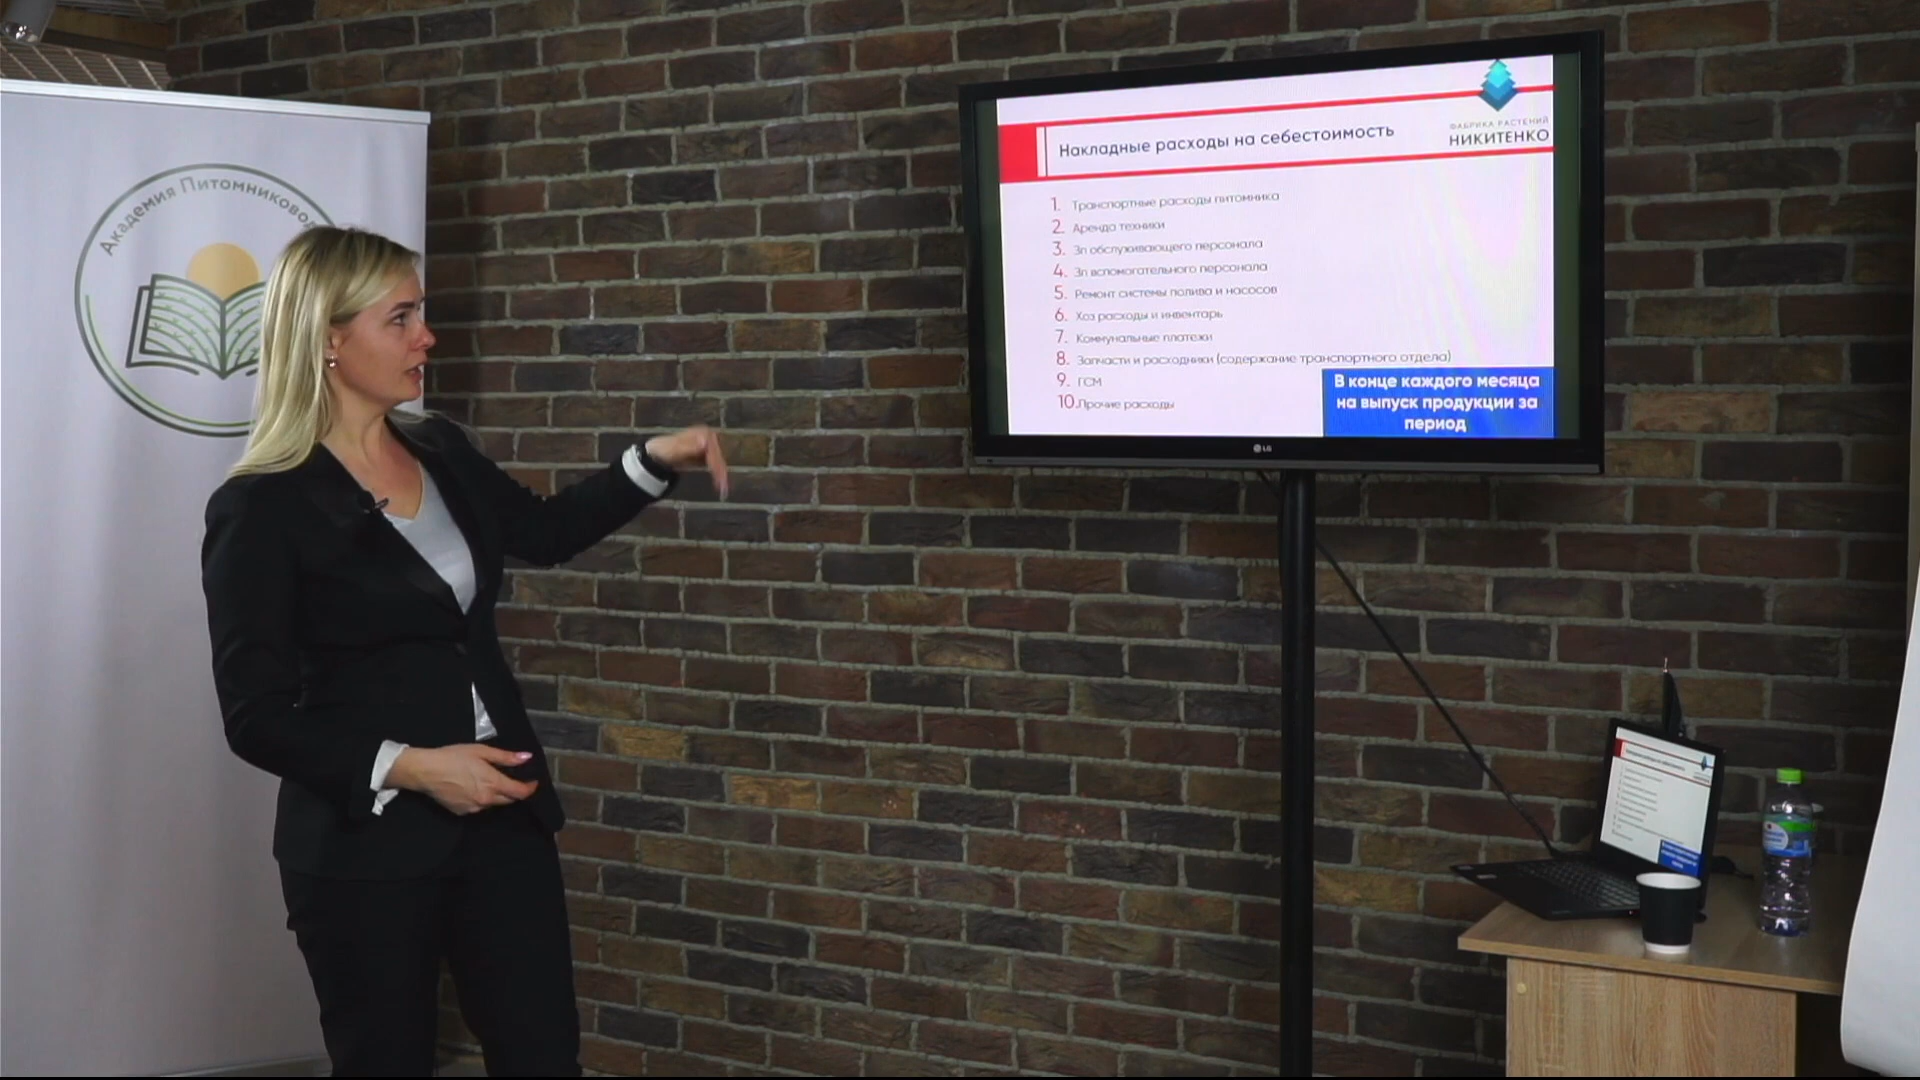 Академия Питомниковод
Накладные расходы на себестоимость
ФАБРИКА РАСТЕНИЙ
НИКИТЕНКО
1. Транспортные расходы питомника
2. Аренда техники
3. Зп обслуживающего персонала
4. Зп вспомогательного персонала
5. Ремонт системы полива и насосов
6. Хоз расходы и инвентарь
7. Коммунальные платежи
8. Запчасти и расходники (содержание транспортного отдела)
9. ГСМ
10. Прочие расходы
В конце каждого месяца
на выпуск продукции за
период
LG